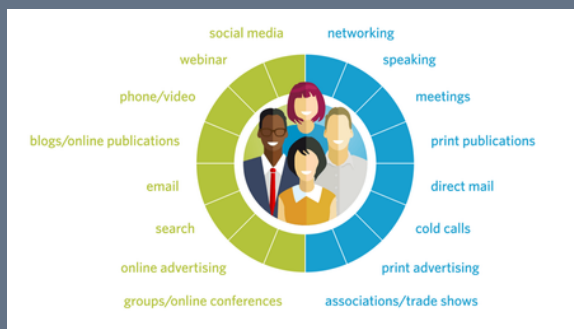 social media
networking
webinar
speaking
phone/video
meetings
blogs/online publications
print publications
email
direct mail
search
cold calls
online advertising
print advertising
groups/online conferences
associations/trade shows